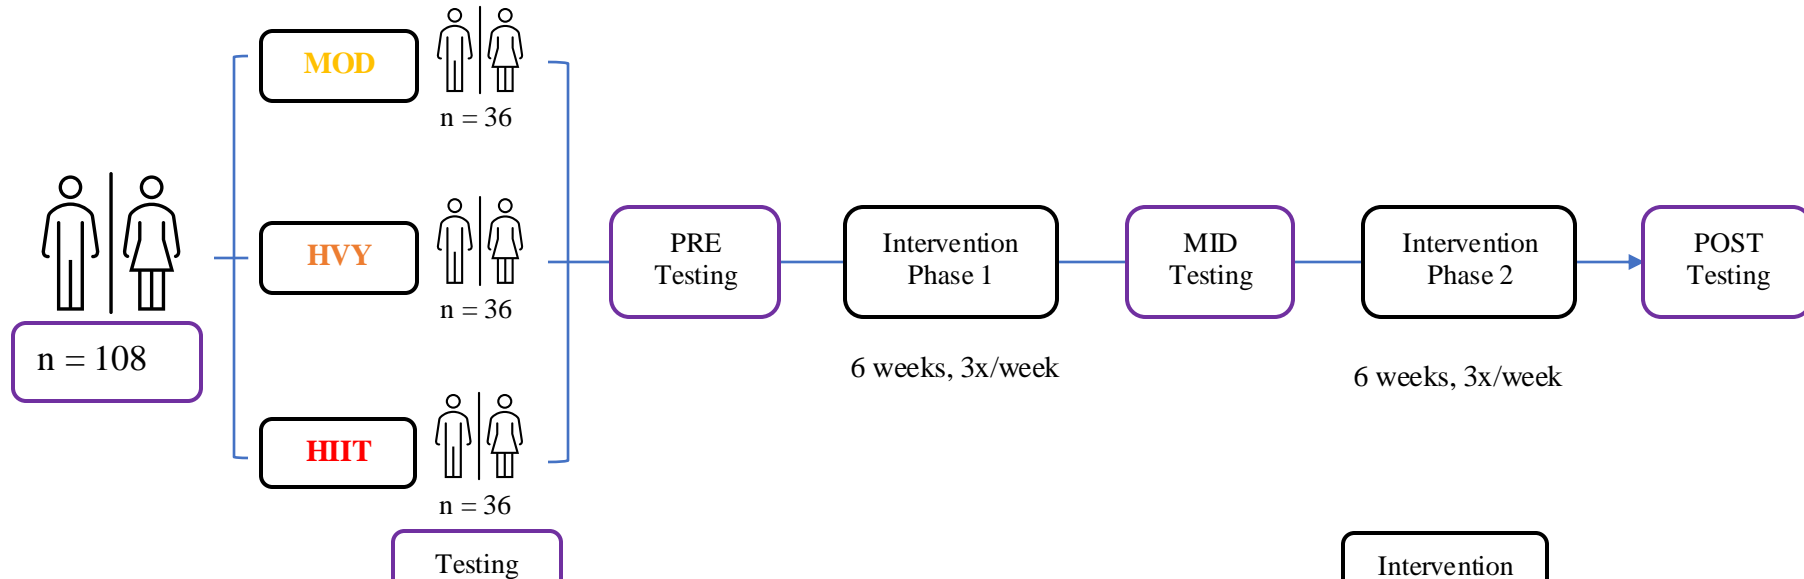 MOD
n = 36
HVY
n = 36
HIIT
n = 36
n = 108
PRE
Testing
Intervention
Phase 1
6 weeks, 3x/week
MID
Testing
Intervention
Phase 2
6 weeks, 3x/week
POST
Testing
Testing
Intervention